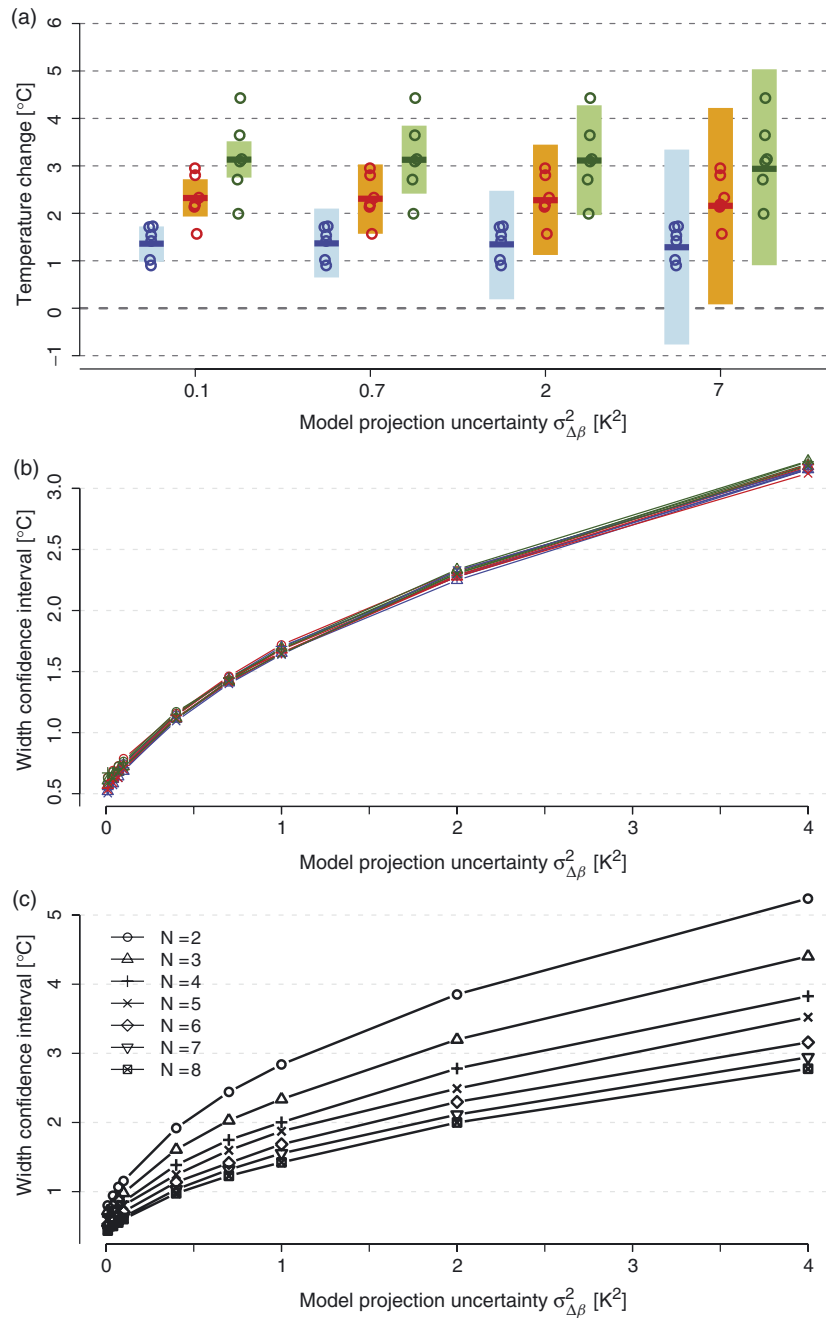 (a)
Temperature change [°C]
6
5
4
3
2
1
0
−1
0.1 0.7 2 7
Model projection uncertainty σ²Δβ [K²]
(b)
Width confidence interval [°C]
3.0
2.5
2.0
1.5
1.0
0.5
0 1 2 3 4
Model projection uncertainty σ²Δβ [K²]
(c)
Width confidence interval [°C]
5
4
3
2
1
N = 2
N = 3
N = 4
N = 5
N = 6
N = 7
N = 8
0 1 2 3 4
Model projection uncertainty σ²Δβ [K²]